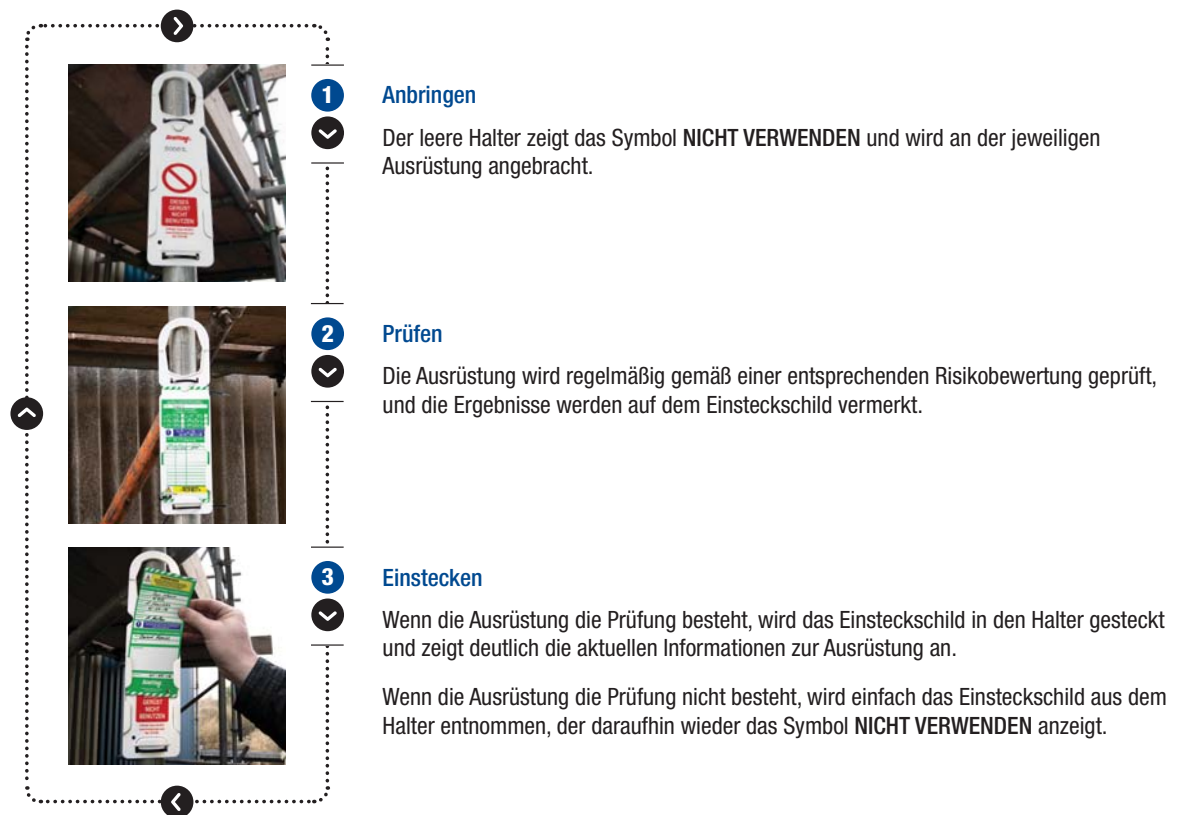 1
Anbringen
Der leere Halter zeigt das Symbol NICHT VERWENDEN und wird an der jeweiligen
Ausrüstung angebracht.
DIESES
GERÜST
NICHT
BENUTZEN
2
Prüfen
Die Ausrüstung wird regelmäßig gemäß einer entsprechenden Risikobewertung geprüft,
und die Ergebnisse werden auf dem Einsteckschild vermerkt.
3
Einstecken
Wenn die Ausrüstung die Prüfung besteht, wird das Einsteckschild in den Halter gesteckt
und zeigt deutlich die aktuellen Informationen zur Ausrüstung an.
Wenn die Ausrüstung die Prüfung nicht besteht, wird einfach das Einsteckschild aus dem
Halter entnommen, der daraufhin wieder das Symbol NICHT VERWENDEN anzeigt.
GERÜST
NICHT
BENUTZEN